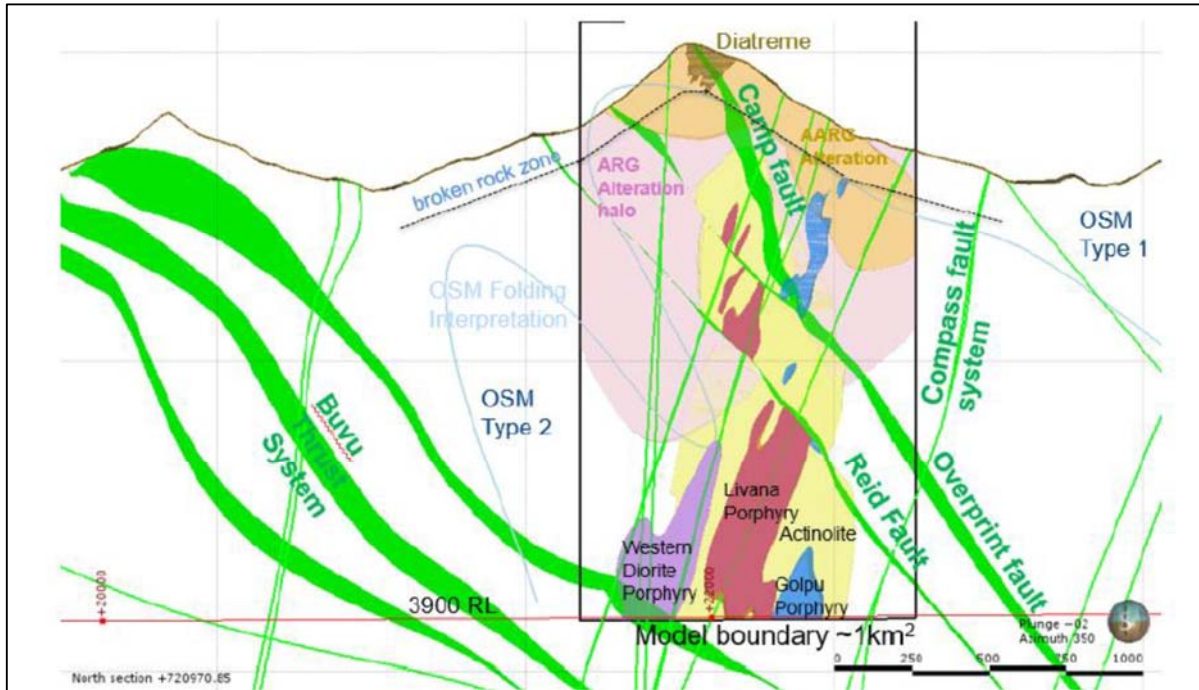 Diatreme
Camp fault
AARG
Alteration
ARG
Alteration
halo
broken rock zone
OSM
Type 1
Compass fault
system
OSM Folding
Interpretation
OSM
Type 2
Buvu
Thrust
System
Livana
Porphyry
Reid Fault
Overprint fault
Actinolite
Western
Diorite
Porphyry
Golpu
Porphyry
+20000
3900 RL
Model boundary ~1km²
Plunge -02
Azimuth 350
0 250 500 750 1000
North section +720970.85